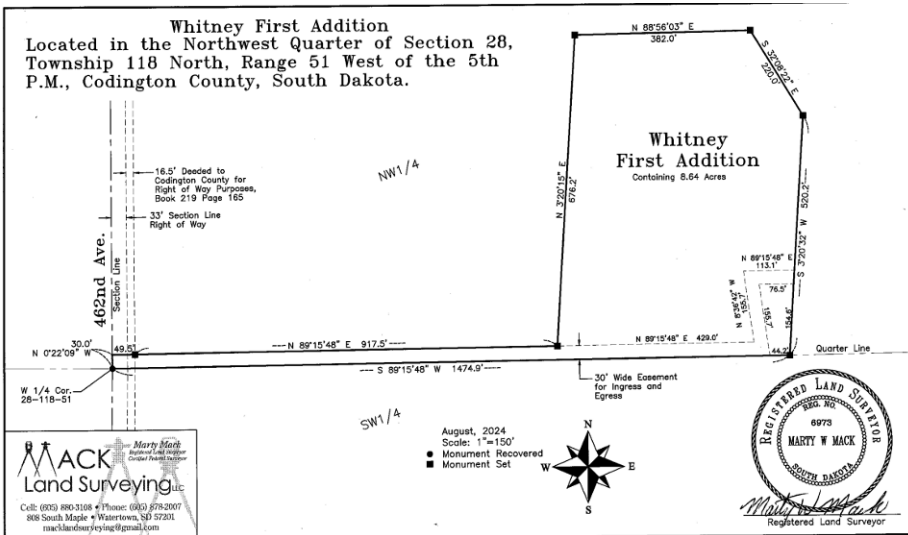 Whitney First Addition
Located in the Northwest Quarter of Section 28,
Township 118 North, Range 51 West of the 5th
P.M., Codington County, South Dakota.
N 88°56'03" E
382.0'
S 32°08'22" E
220.0'
Whitney
First Addition
Containing 8.64 Acres
16.5' Deeded to
Codington County for
Right of Way Purposes,
Book 219 Page 165
NW1/4
33' Section Line
Right of Way
N 3°20'15" E
676.2'
S 3°20'32" W 520.2'
462nd Ave.
Section Line
N 89°15'48" E
113.1'
76.5'
N 8°36'42" W
155.7'
155.7'
154.6'
30.0'
N 0°22'09" W
49.5'
N 89°15'48" E 917.5'
N 89°15'48" E 429.0'
44.2'
Quarter Line
S 89°15'48" W 1474.9'
W 1/4 Cor.
28-118-51
30' Wide Easement
for Ingress and
Egress
SW1/4
August, 2024
Scale: 1"=150'
Monument Recovered
Monument Set
N
W E
S
MACK
Marty Mack
Registered Land Surveyor
Certified Federal Surveyor
Land Surveying LLC
Cell: (605) 880-3108 • Phone: (605) 878-2007
808 South Maple • Watertown, SD 57201
macklandsurveying@gmail.com
REGISTERED LAND SURVEYOR
REG. NO.
6973
MARTY W MACK
SOUTH DAKOTA
Marty W Mack
Registered Land Surveyor